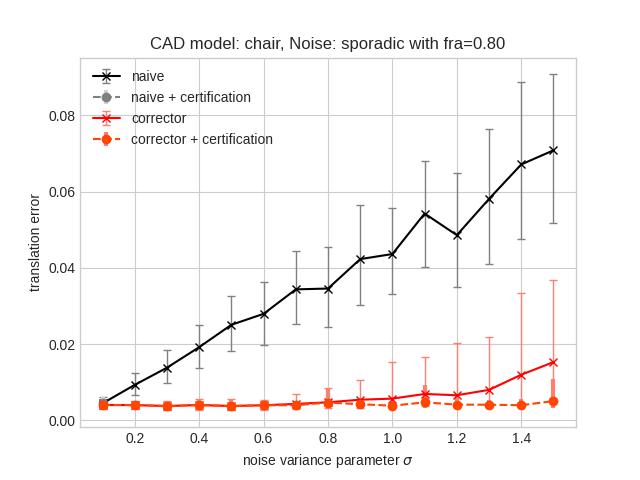 CAD model: chair, Noise: sporadic with fra=0.80
naive
naive + certification
corrector
corrector + certification
translation error
0.08
0.06
0.04
0.02
0.00
0.2 0.4 0.6 0.8 1.0 1.2 1.4
noise variance parameter σ